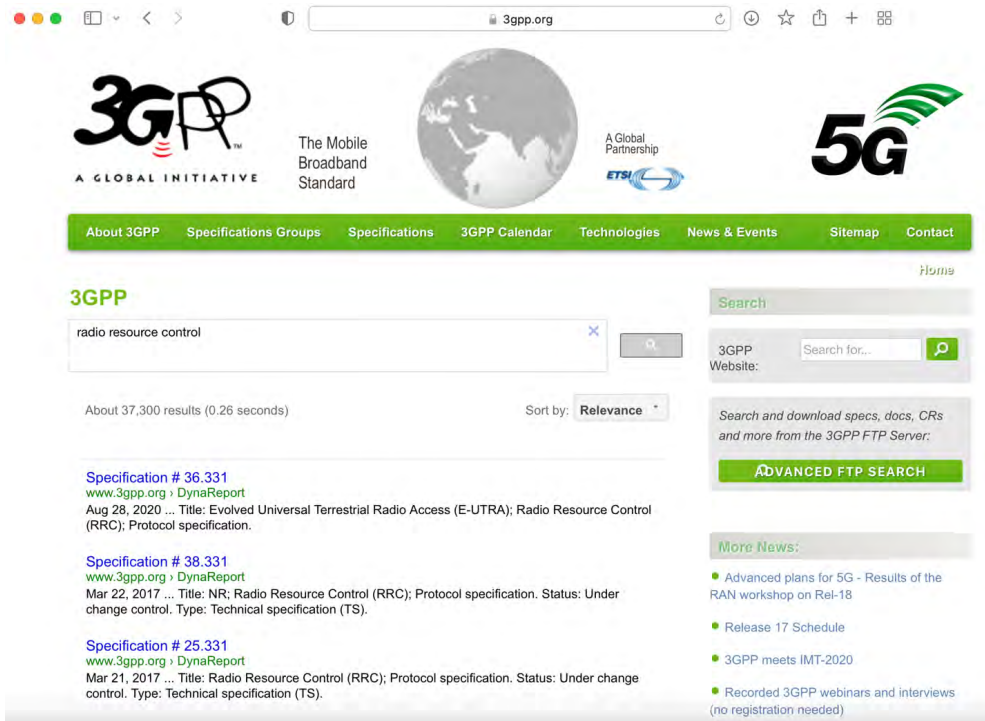 3gpp.org
3GPP
TM
A GLOBAL INITIATIVE
The Mobile
Broadband
Standard
A Global
Partnership
ETSI
5G
About 3GPP Specifications Groups Specifications 3GPP Calendar Technologies News & Events Sitemap Contact
Home
3GPP
radio resource control
About 37,300 results (0.26 seconds) Sort by: Relevance
Specification # 36.331
www.3gpp.org › DynaReport
Aug 28, 2020 ... Title: Evolved Universal Terrestrial Radio Access (E-UTRA); Radio Resource Control
(RRC); Protocol specification.
Specification # 38.331
www.3gpp.org › DynaReport
Mar 22, 2017 ... Title: NR; Radio Resource Control (RRC); Protocol specification. Status: Under
change control. Type: Technical specification (TS).
Specification # 25.331
www.3gpp.org › DynaReport
Mar 21, 2017 ... Title: Radio Resource Control (RRC); Protocol specification. Status: Under change
control. Type: Technical specification (TS).
Search
3GPP
Website:
Search for...
Search and download specs, docs, CRs
and more from the 3GPP FTP Server:
ADVANCED FTP SEARCH
More News:
Advanced plans for 5G - Results of the
RAN workshop on Rel-18
Release 17 Schedule
3GPP meets IMT-2020
Recorded 3GPP webinars and interviews
(no registration needed)